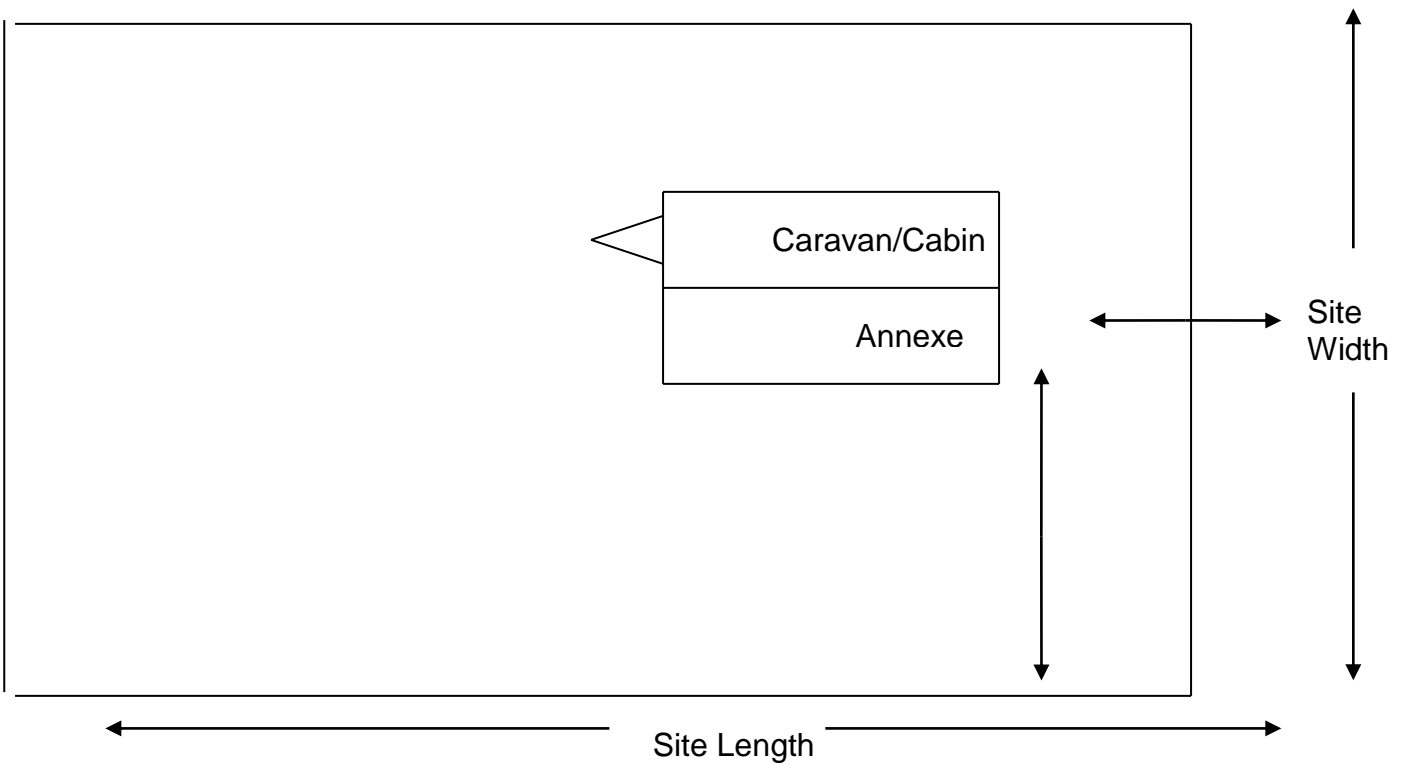 Caravan/Cabin
Annexe
Site
Width
Site Length